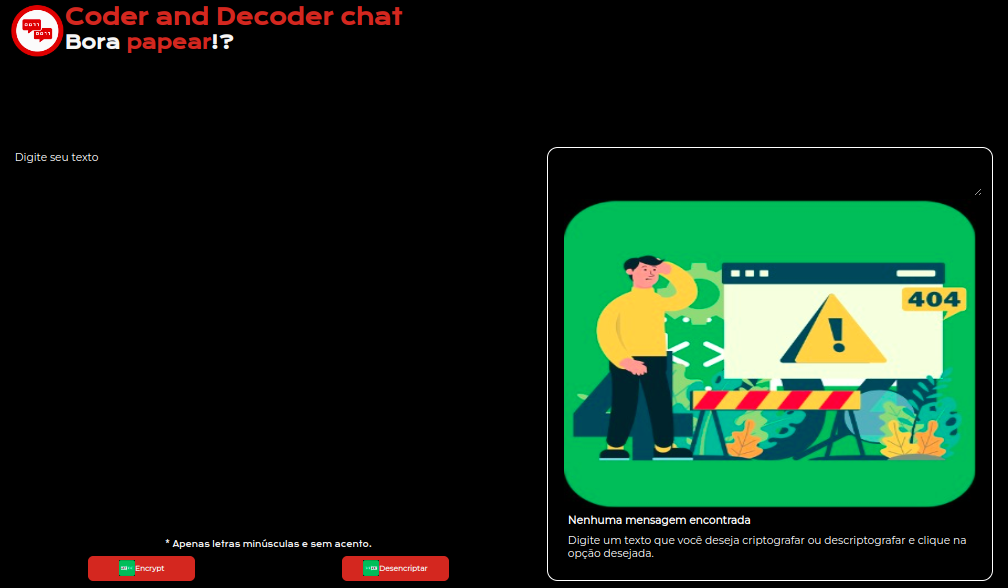 Coder and Decoder chat
Bora papear!?
Digite seu texto
404
Nenhuma mensagem encontrada
Digite um texto que você deseja criptografar ou descriptografar e clique na
opção desejada.
* Apenas letras minúsculas e sem acento.
Encrypt
Desencriptar